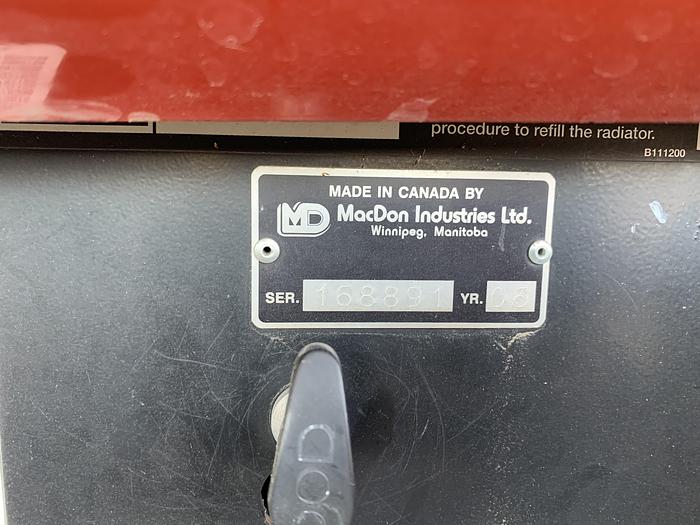 procedure to refill the radiator.
B111200
MADE IN CANADA BY
MD MacDon Industries Ltd.
Winnipeg, Manitoba
SER. 168891 YR. 08